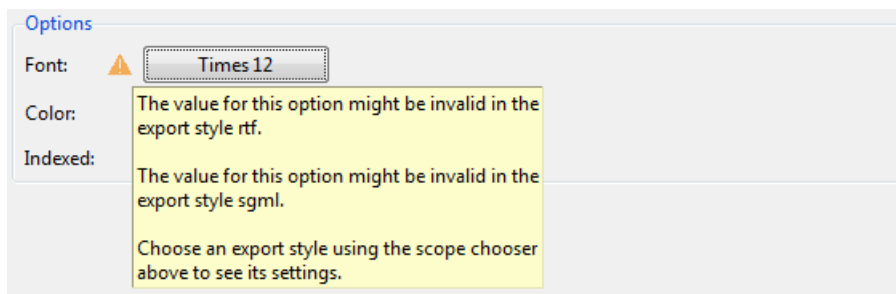 Options
Font:
Times 12
Color:
The value for this option might be invalid in the
export style rtf.
Indexed:
The value for this option might be invalid in the
export style sgml.
Choose an export style using the scope chooser
above to see its settings.